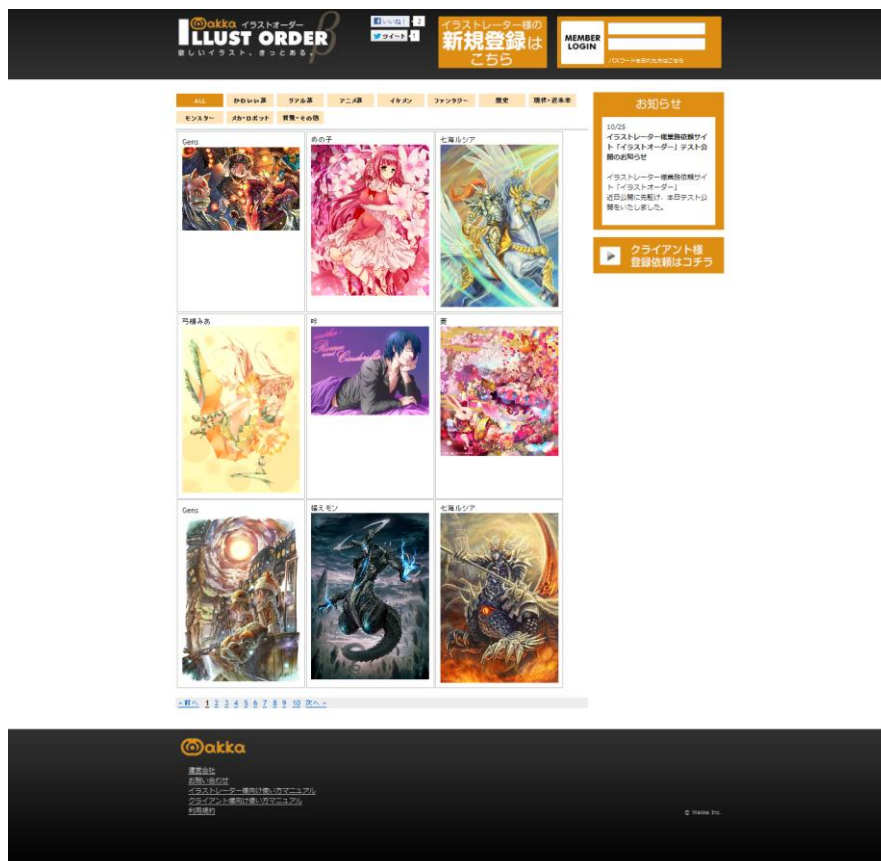 @akka イラストオーダー
ILLUST ORDER β
欲しいイラスト、きっとある。
いいね！ 2
ツイート 1
イラストレーター様の
新規登録は
こちら
MEMBER
LOGIN
パスワードを忘れた方はこちら
ALL かわいい系 リアル系 アニメ系 イケメン ファンタジー 歴史 現代・近未来
モンスター メカ・ロボット 背景・その他
お知らせ
10/25
イラストレーター様業務依頼サイ
ト「イラストオーダー」テスト公
開のお知らせ
イラストレーター様業務依頼サイ
ト「イラストオーダー」
近日公開に先駆け、本日テスト公
開をいたしました。
クライアント様
登録依頼はコチラ
Gens めの子 七海ルシア
弓槻みあ 吟
Another
Romeo
and Cinderella
Gens 植えモン 七海ルシア
« 前へ 1 2 3 4 5 6 7 8 9 10 次へ »
@akka
運営会社
お問い合わせ
イラストレーター様向け使い方マニュアル
クライアント様向け使い方マニュアル
利用規約
© Wakka Inc.